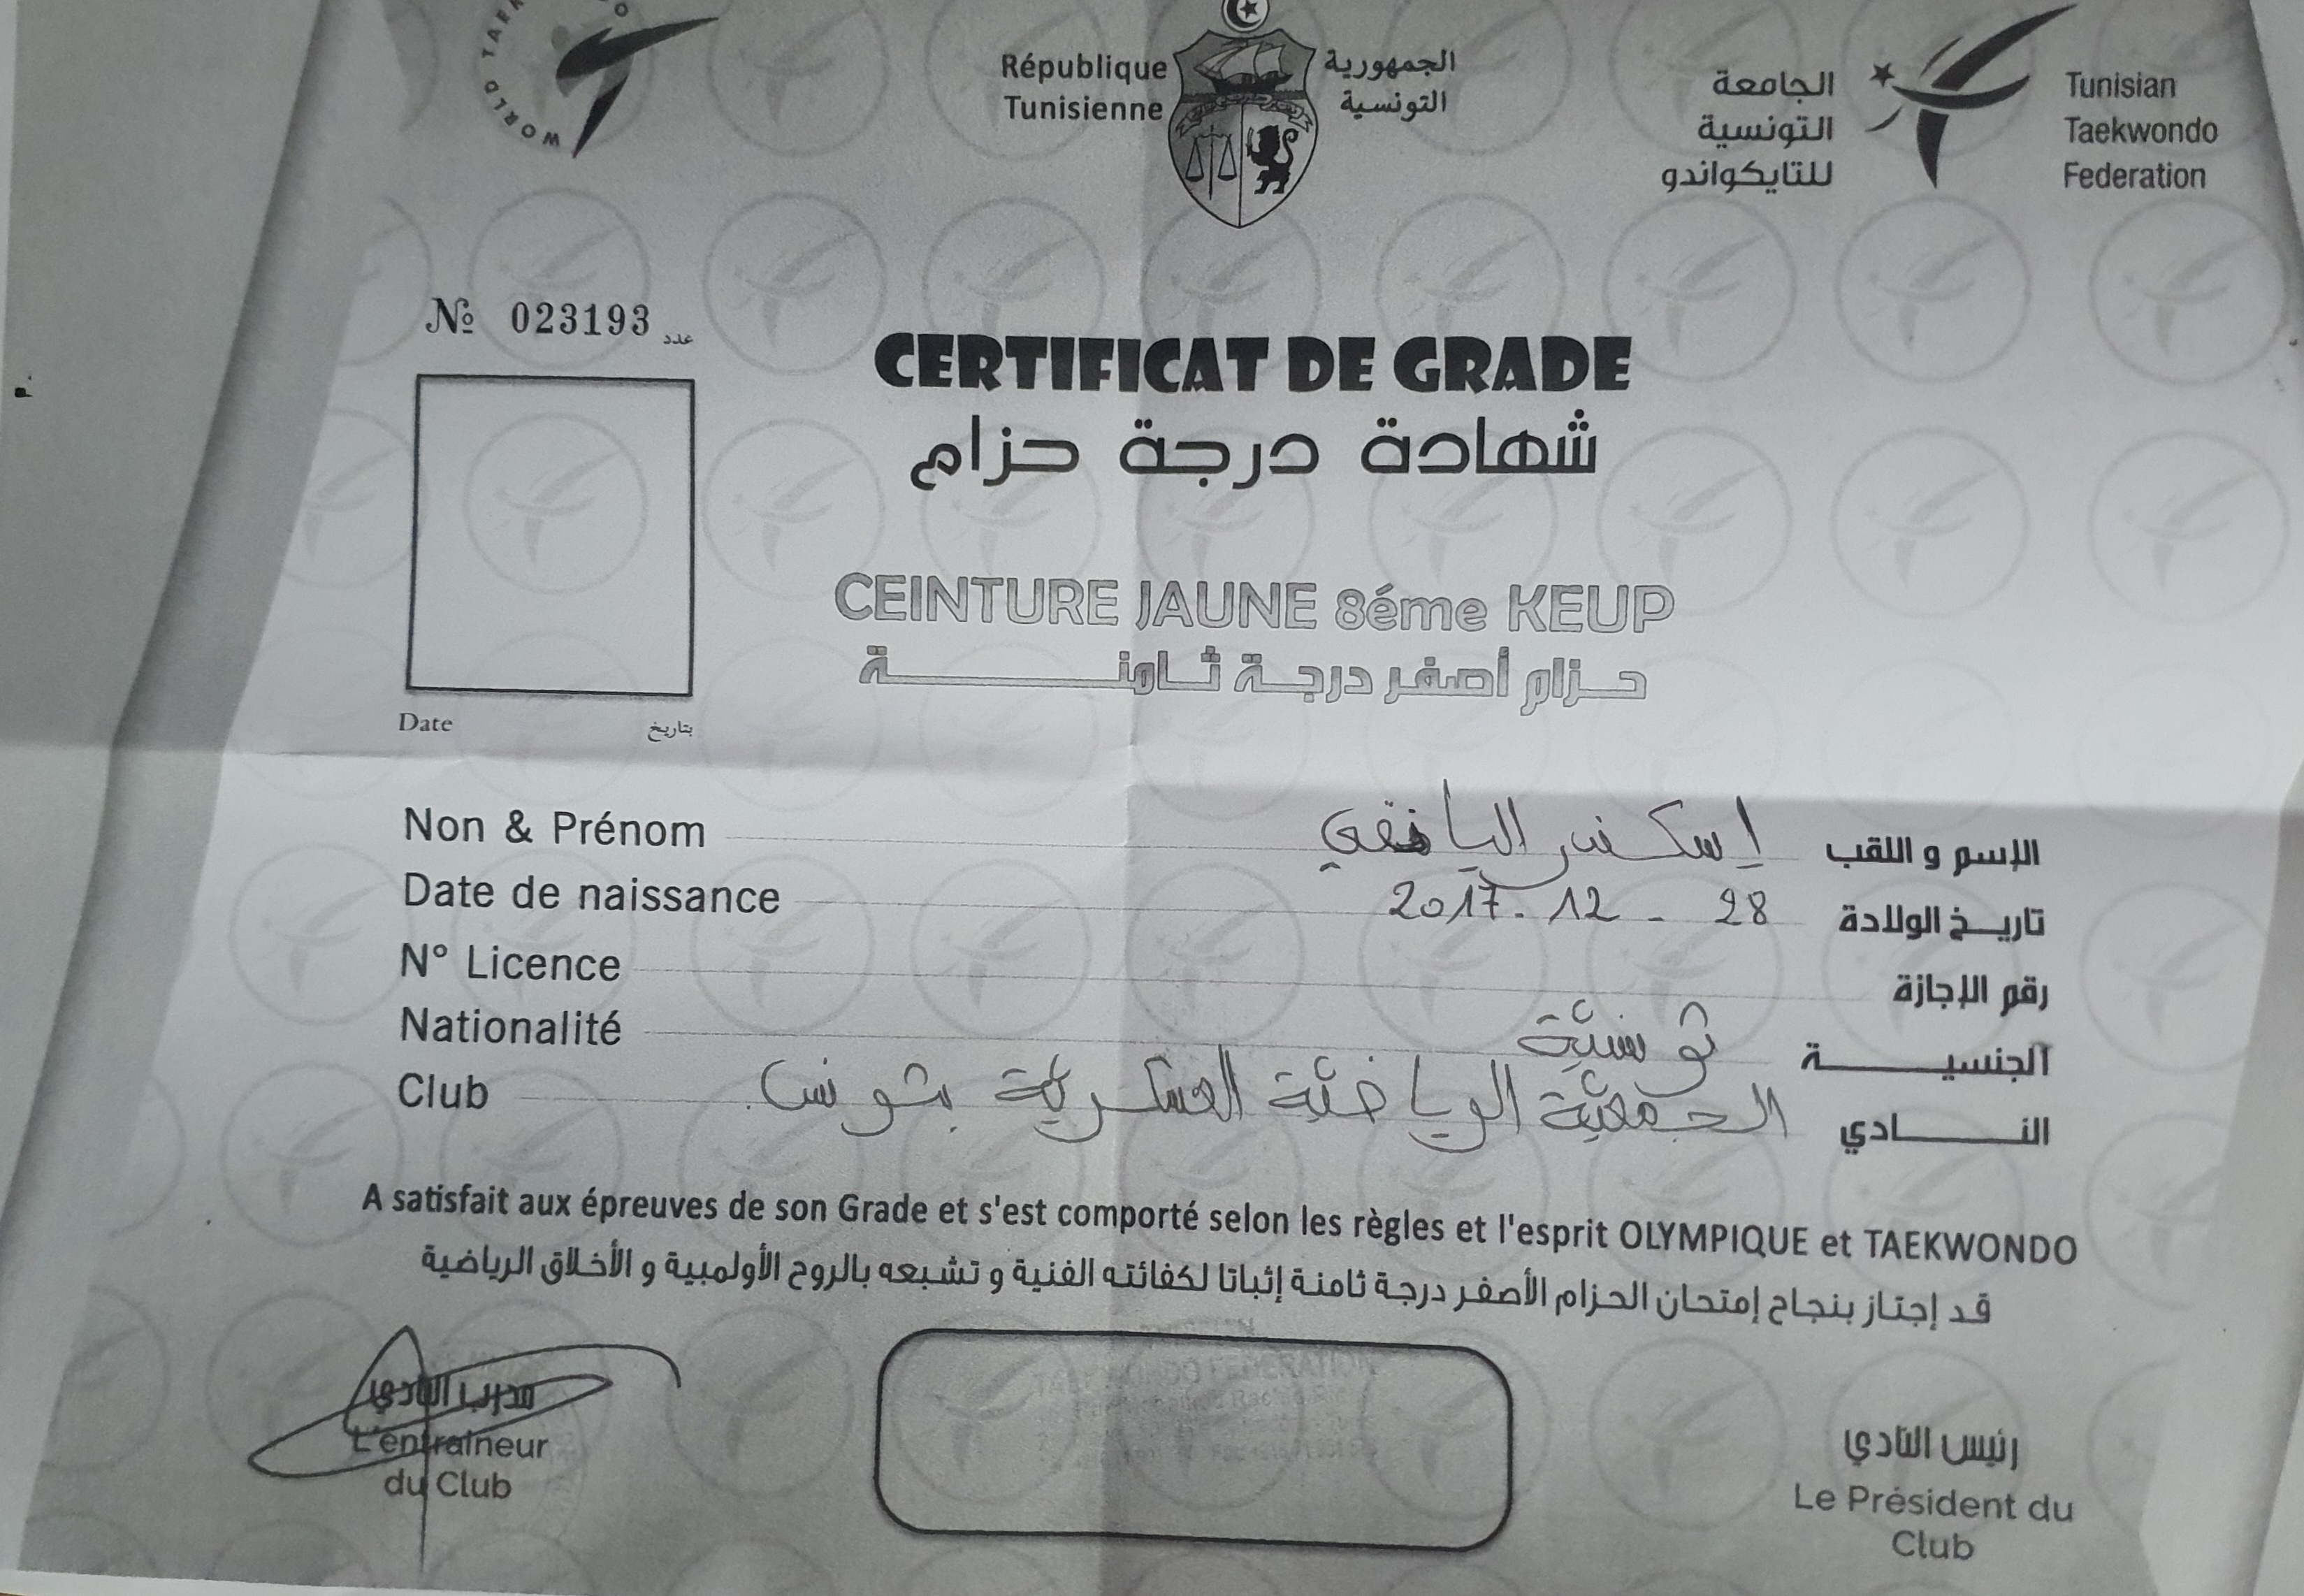 WORLD TAEK
République
Tunisienne
الجمهورية
التونسية
الجامعة
التونسية
للتايكواندو
Tunisian
Taekwondo
Federation
№ 023193 عدد
CERTIFICAT DE GRADE
شهادة درجة حزام
CEINTURE JAUNE 8éme KEUP
حزام أصفر درجة ثامنة
Date بتاريخ
Non & Prénom إسكندر اليافعي الإسم و اللقب
Date de naissance 28 - 12 - 2017 تاريخ الولادة
N° Licence رقم الإجازة
Nationalité تونسية الجنسية
Club الجمعية الرياضية العسكرية بتونس النادي
A satisfait aux épreuves de son Grade et s'est comporté selon les règles et l'esprit OLYMPIQUE et TAEKWONDO
قد إجتاز بنجاح إمتحان الحزام الأصفر درجة ثامنة إثباتا لكفائته الفنية و تشبعه بالروح الأولمبية و الأخلاق الرياضية
مدرب النادي
L'entraîneur
du Club
TAEKWONDO FEDERATION
رئيس النادي
Le Président du
Club